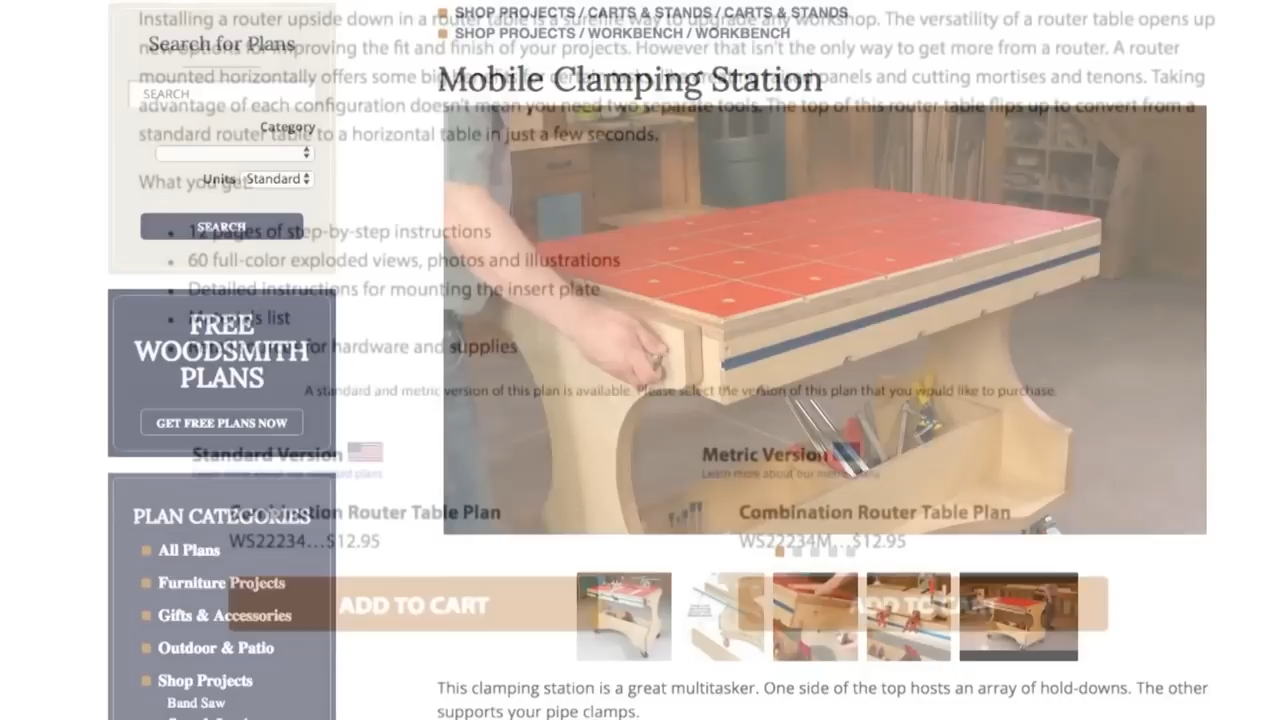 SHOP PROJECTS / CARTS & STANDS / CARTS & STANDS
SHOP PROJECTS / WORKBENCH / WORKBENCH
Mobile Clamping Station
Installing a router upside down in a router table is a surefire way to upgrade any workshop. The versatility of a router table opens up
new options for improving the fit and finish of your projects. However that isn't the only way to get more from a router. A router
mounted horizontally offers some big panels and cutting mortises and tenons. Taking
advantage of each configuration doesn't mean you need two separate tools. The top of this router table flips up to convert from a
standard router table to a horizontal table in just a few seconds.
What you get:
12 pages of step-by-step instructions
60 full-color exploded views, photos and illustrations
Detailed instructions for mounting the insert plate
list
for hardware and supplies
A standard and metric version of this plan is available. Please select the version of this plan that you would like to purchase.
Standard Version
Metric Version
Learn more about our
Combination Router Table Plan
WS22234...$12.95
ADD TO CART
Combination Router Table Plan
WS22234M...$12.95
ADD TO CART
Search for Plans
SEARCH
Category
Units Standard
SEARCH
FREE
WOODSMITH
PLANS
GET FREE PLANS NOW
PLAN CATEGORIES
All Plans
Furniture Projects
Gifts & Accessories
Outdoor & Patio
Shop Projects
Band Saw
This clamping station is a great multitasker. One side of the top hosts an array of hold-downs. The other
supports your pipe clamps.